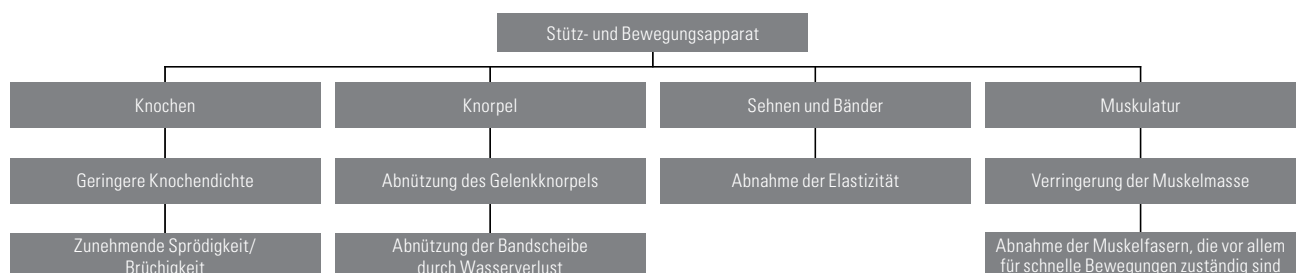 Stütz- und Bewegungsapparat
Knochen
Knorpel
Sehnen und Bänder
Muskulatur
Geringere Knochendichte
Abnützung des Gelenkknorpels
Abnahme der Elastizität
Verringerung der Muskelmasse
Zunehmende Sprödigkeit/
Brüchigkeit
Abnützung der Bandscheibe
durch Wasserverlust
Abnahme der Muskelfasern, die vor allem
für schnelle Bewegungen zuständig sind